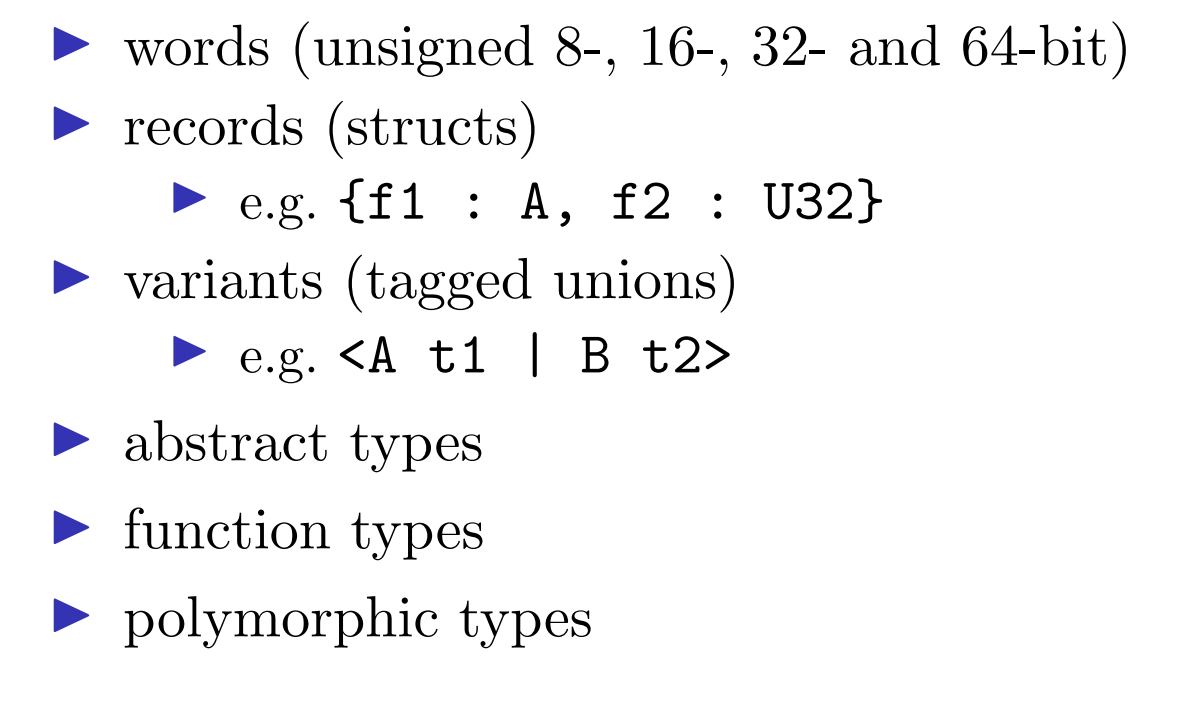 words (unsigned 8-, 16-, 32- and 64-bit)
records (structs)
e.g. {f1 : A, f2 : U32}
variants (tagged unions)
e.g. <A t1 | B t2>
abstract types
function types
polymorphic types